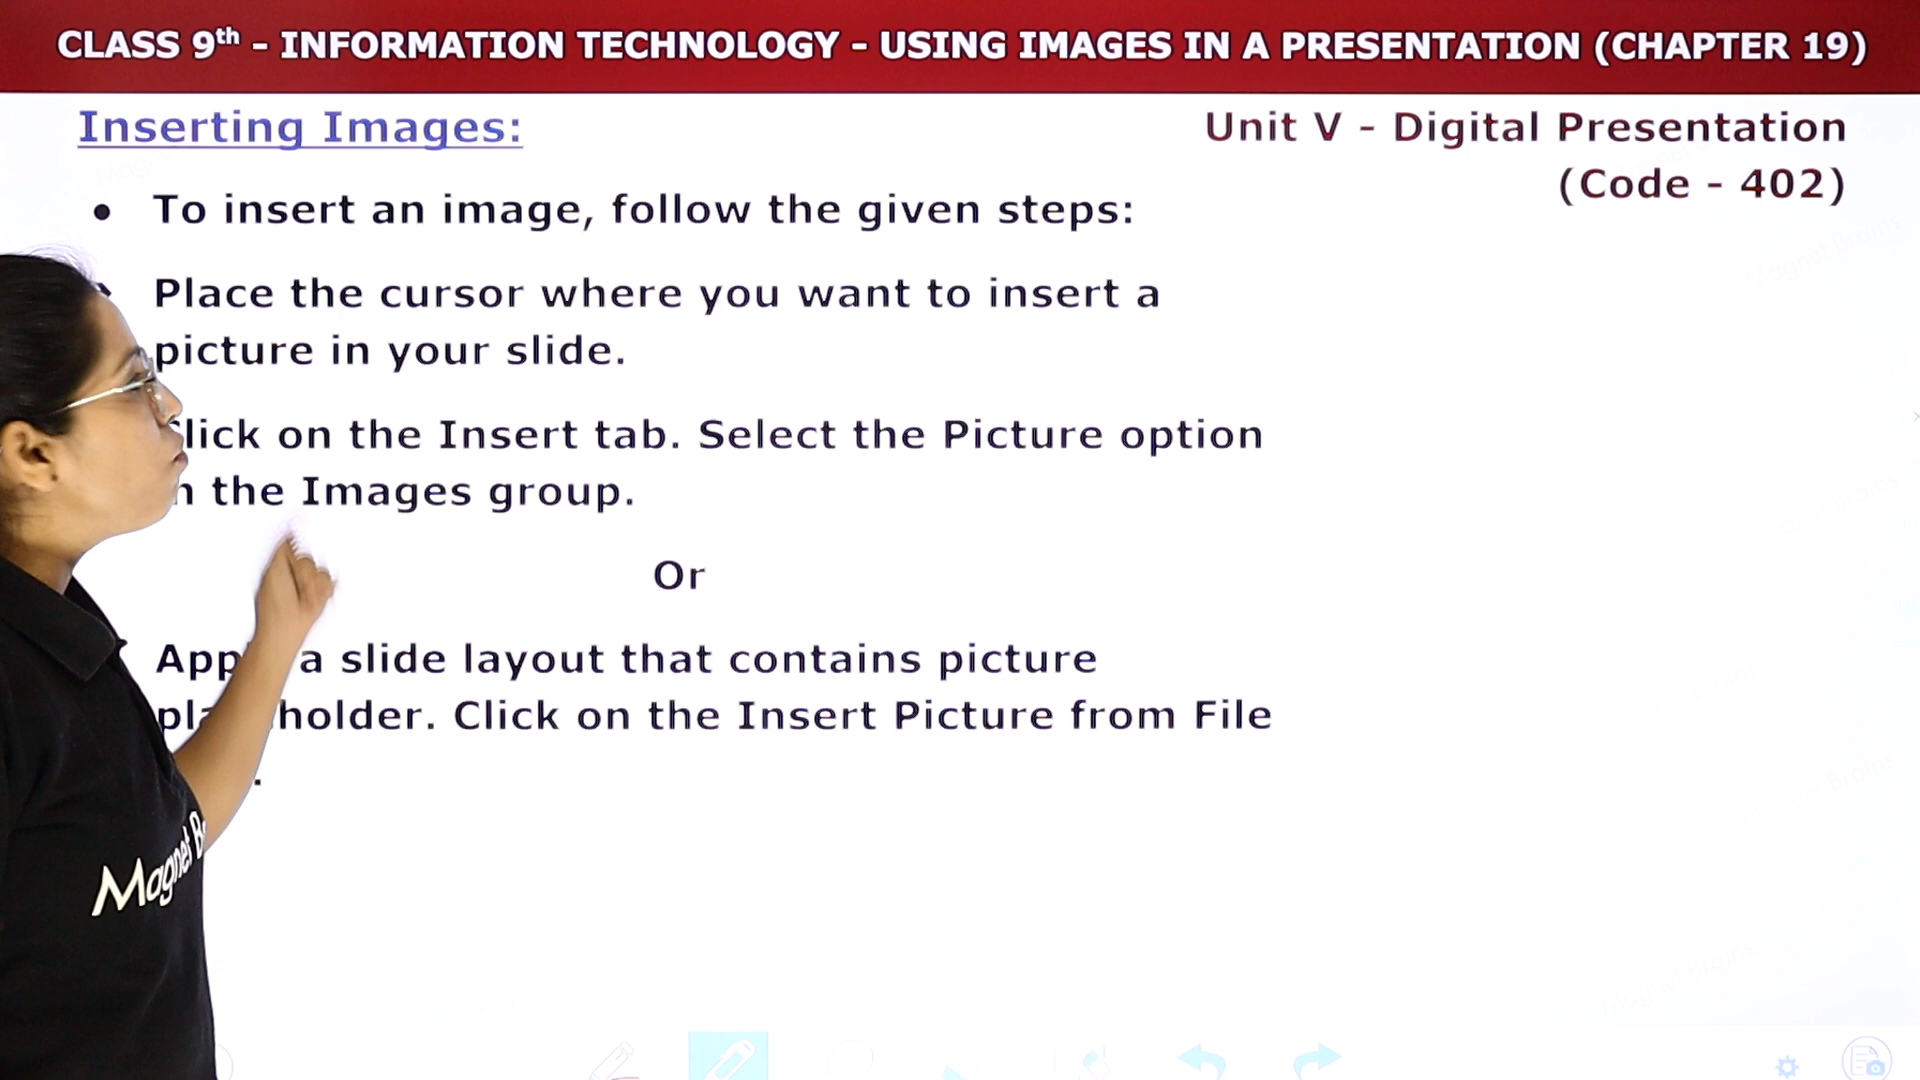 CLASS 9th - INFORMATION TECHNOLOGY - USING IMAGES IN A PRESENTATION (CHAPTER 19)
Inserting Images:
Unit V - Digital Presentation
(Code - 402)
• To insert an image, follow the given steps:
Place the cursor where you want to insert a
picture in your slide.
lick on the Insert tab. Select the Picture option
the Images group.
Or
App a slide layout that contains picture
pla holder. Click on the Insert Picture from File
.
Magnet B